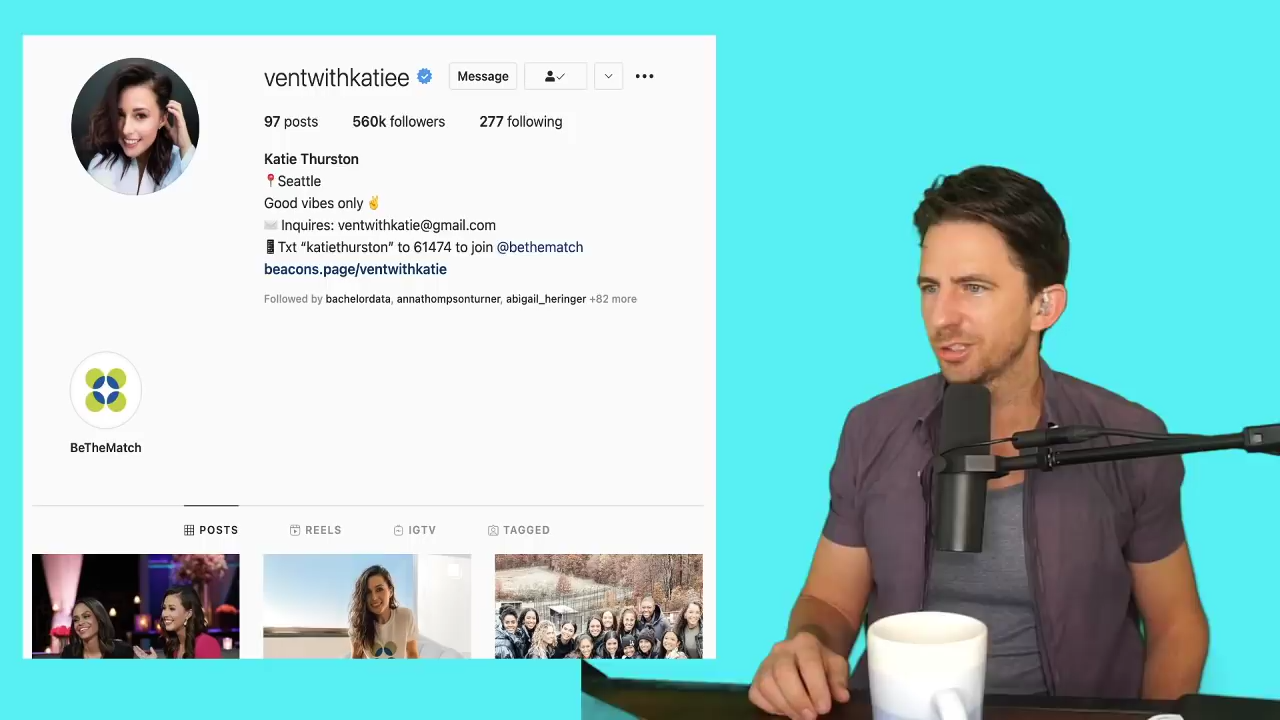 ventwithkatiee Message
97 posts 560k followers 277 following
Katie Thurston
📍Seattle
Good vibes only ✌️
✉️ Inquires: ventwithkatie@gmail.com
📱Txt “katiethurston” to 61474 to join @bethematch
beacons.page/ventwithkatie
Followed by bachelordata, annathompsonturner, abigail_heringer +82 more
BeTheMatch
POSTS REELS IGTV TAGGED